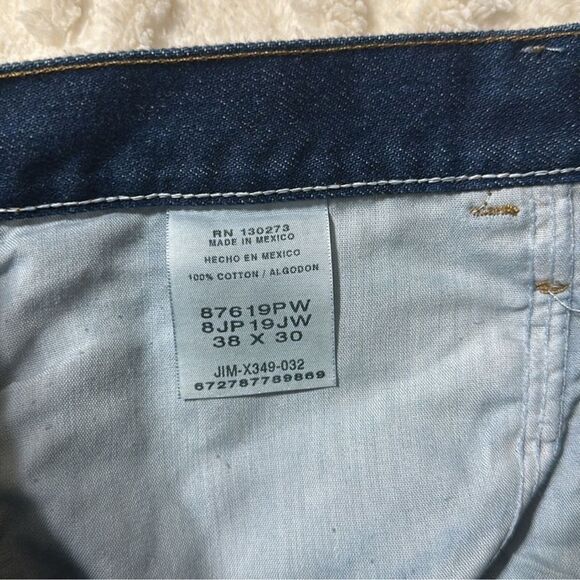 RN 130273
MADE IN MEXICO
HECHO EN MEXICO
100% COTTON / ALGODON
87619PW
8JP19JW
38 X 30
JIM-X349-032
672787789869